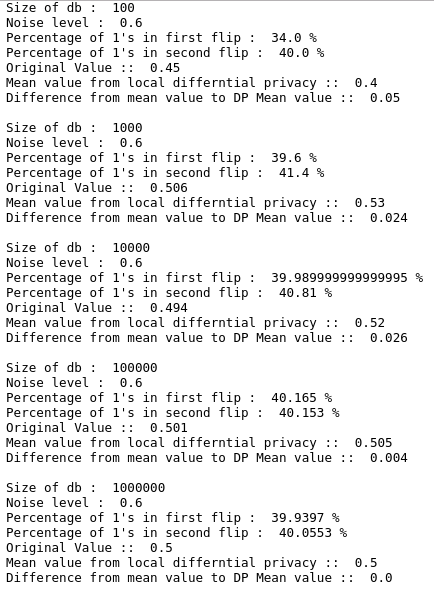 Size of db :  100
Noise level :  0.6
Percentage of 1's in first flip :  34.0 %
Percentage of 1's in second flip :  40.0 %
Original Value ::  0.45
Mean value from local differntial privacy ::  0.4
Difference from mean value to DP Mean value ::  0.05

Size of db :  1000
Noise level :  0.6
Percentage of 1's in first flip :  39.6 %
Percentage of 1's in second flip :  41.4 %
Original Value ::  0.506
Mean value from local differntial privacy ::  0.53
Difference from mean value to DP Mean value ::  0.024

Size of db :  10000
Noise level :  0.6
Percentage of 1's in first flip :  39.989999999999995 %
Percentage of 1's in second flip :  40.81 %
Original Value ::  0.494
Mean value from local differntial privacy ::  0.52
Difference from mean value to DP Mean value ::  0.026

Size of db :  100000
Noise level :  0.6
Percentage of 1's in first flip :  40.165 %
Percentage of 1's in second flip :  40.153 %
Original Value ::  0.501
Mean value from local differntial privacy ::  0.505
Difference from mean value to DP Mean value ::  0.004

Size of db :  1000000
Noise level :  0.6
Percentage of 1's in first flip :  39.9397 %
Percentage of 1's in second flip :  40.0553 %
Original Value ::  0.5
Mean value from local differntial privacy ::  0.5
Difference from mean value to DP Mean value ::  0.0